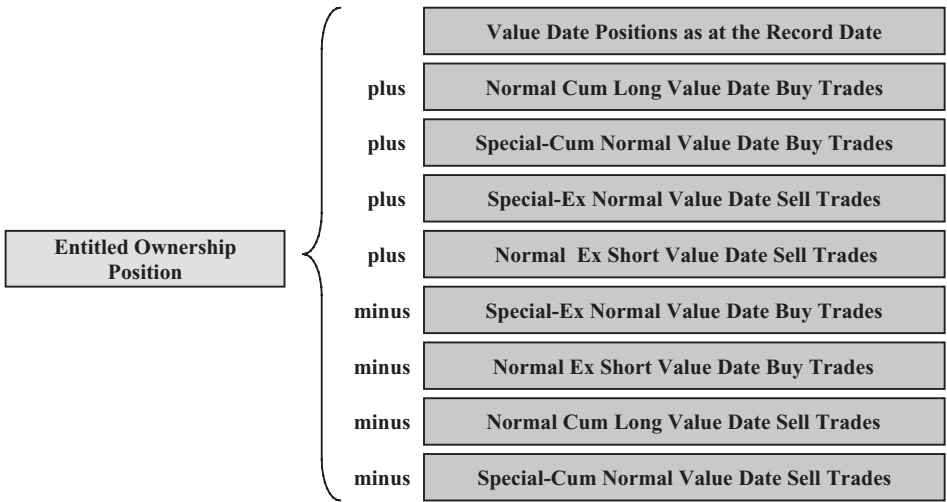 Value Date Positions as at the Record Date
plus Normal Cum Long Value Date Buy Trades
plus Special-Cum Normal Value Date Buy Trades
plus Special-Ex Normal Value Date Sell Trades
Entitled Ownership
Position
plus Normal Ex Short Value Date Sell Trades
minus Special-Ex Normal Value Date Buy Trades
minus Normal Ex Short Value Date Buy Trades
minus Normal Cum Long Value Date Sell Trades
minus Special-Cum Normal Value Date Sell Trades